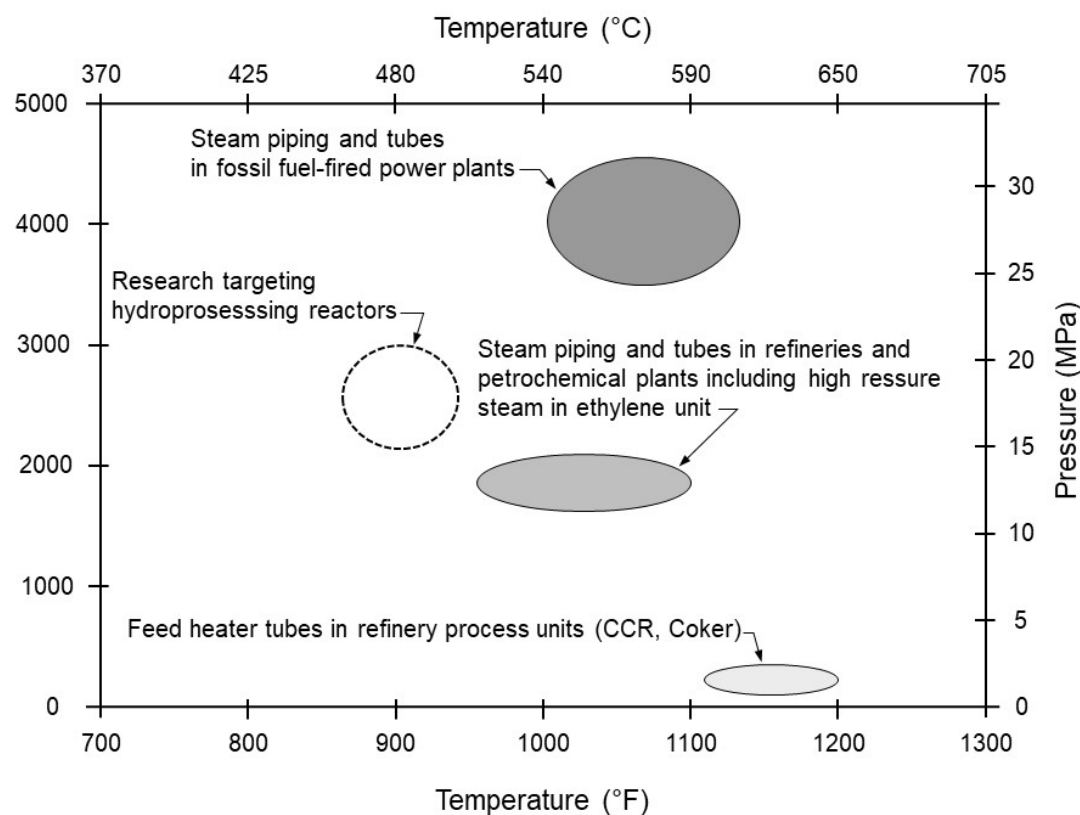 Temperature (°C)
370 425 480 540 590 650 705
5000
Steam piping and tubes
in fossil fuel-fired power plants
30
4000
Research targeting
hydroprosesssing reactors
25
3000
Steam piping and tubes in refineries and
petrochemical plants including high ressure
steam in ethylene unit
20
Pressure (MPa)
2000
15
10
1000
Feed heater tubes in refinery process units (CCR, Coker)
5
0
0
700 800 900 1000 1100 1200 1300
Temperature (°F)